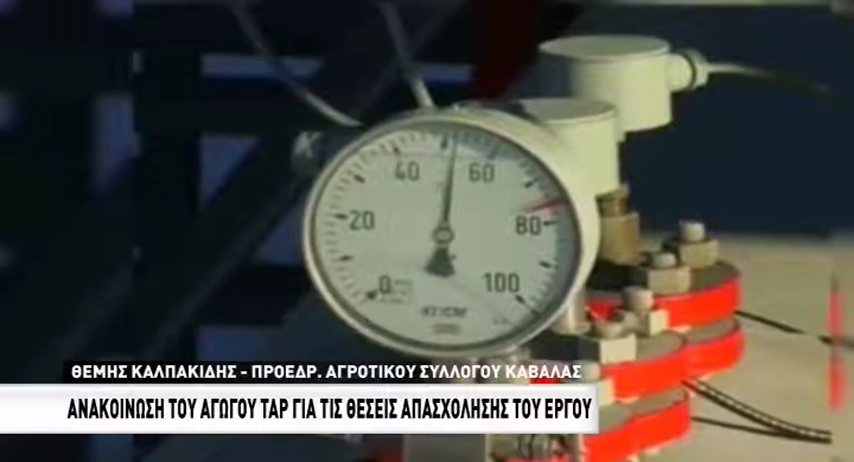 40 60
20 80
0 100
ΘΕΜΗΣ ΚΑΛΠΑΚΙΔΗΣ - ΠΡΟΕΔΡ. ΑΓΡΟΤΙΚΟΥ ΣΥΛΛΟΓΟΥ ΚΑΒΑΛΑΣ
ΑΝΑΚΟΙΝΩΣΗ ΤΟΥ ΑΓΩΓΟΥ TAP ΓΙΑ ΤΙΣ ΘΕΣΕΙΣ ΑΠΑΣΧΟΛΗΣΗΣ ΤΟΥ ΕΡΓΟΥ